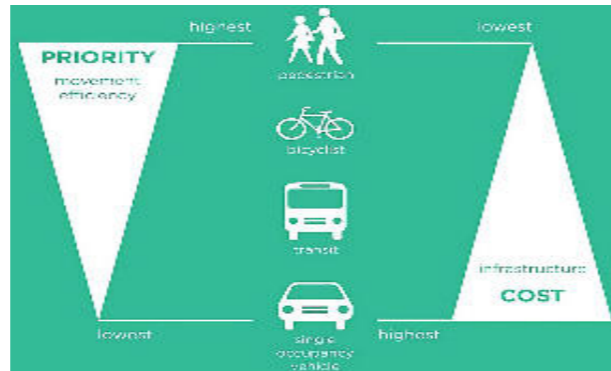 highest
lowest
PRIORITY
movement
efficiency
pedestrian
bicyclist
transit
infrastructure
COST
lowest
highest
single
occupancy
vehicle